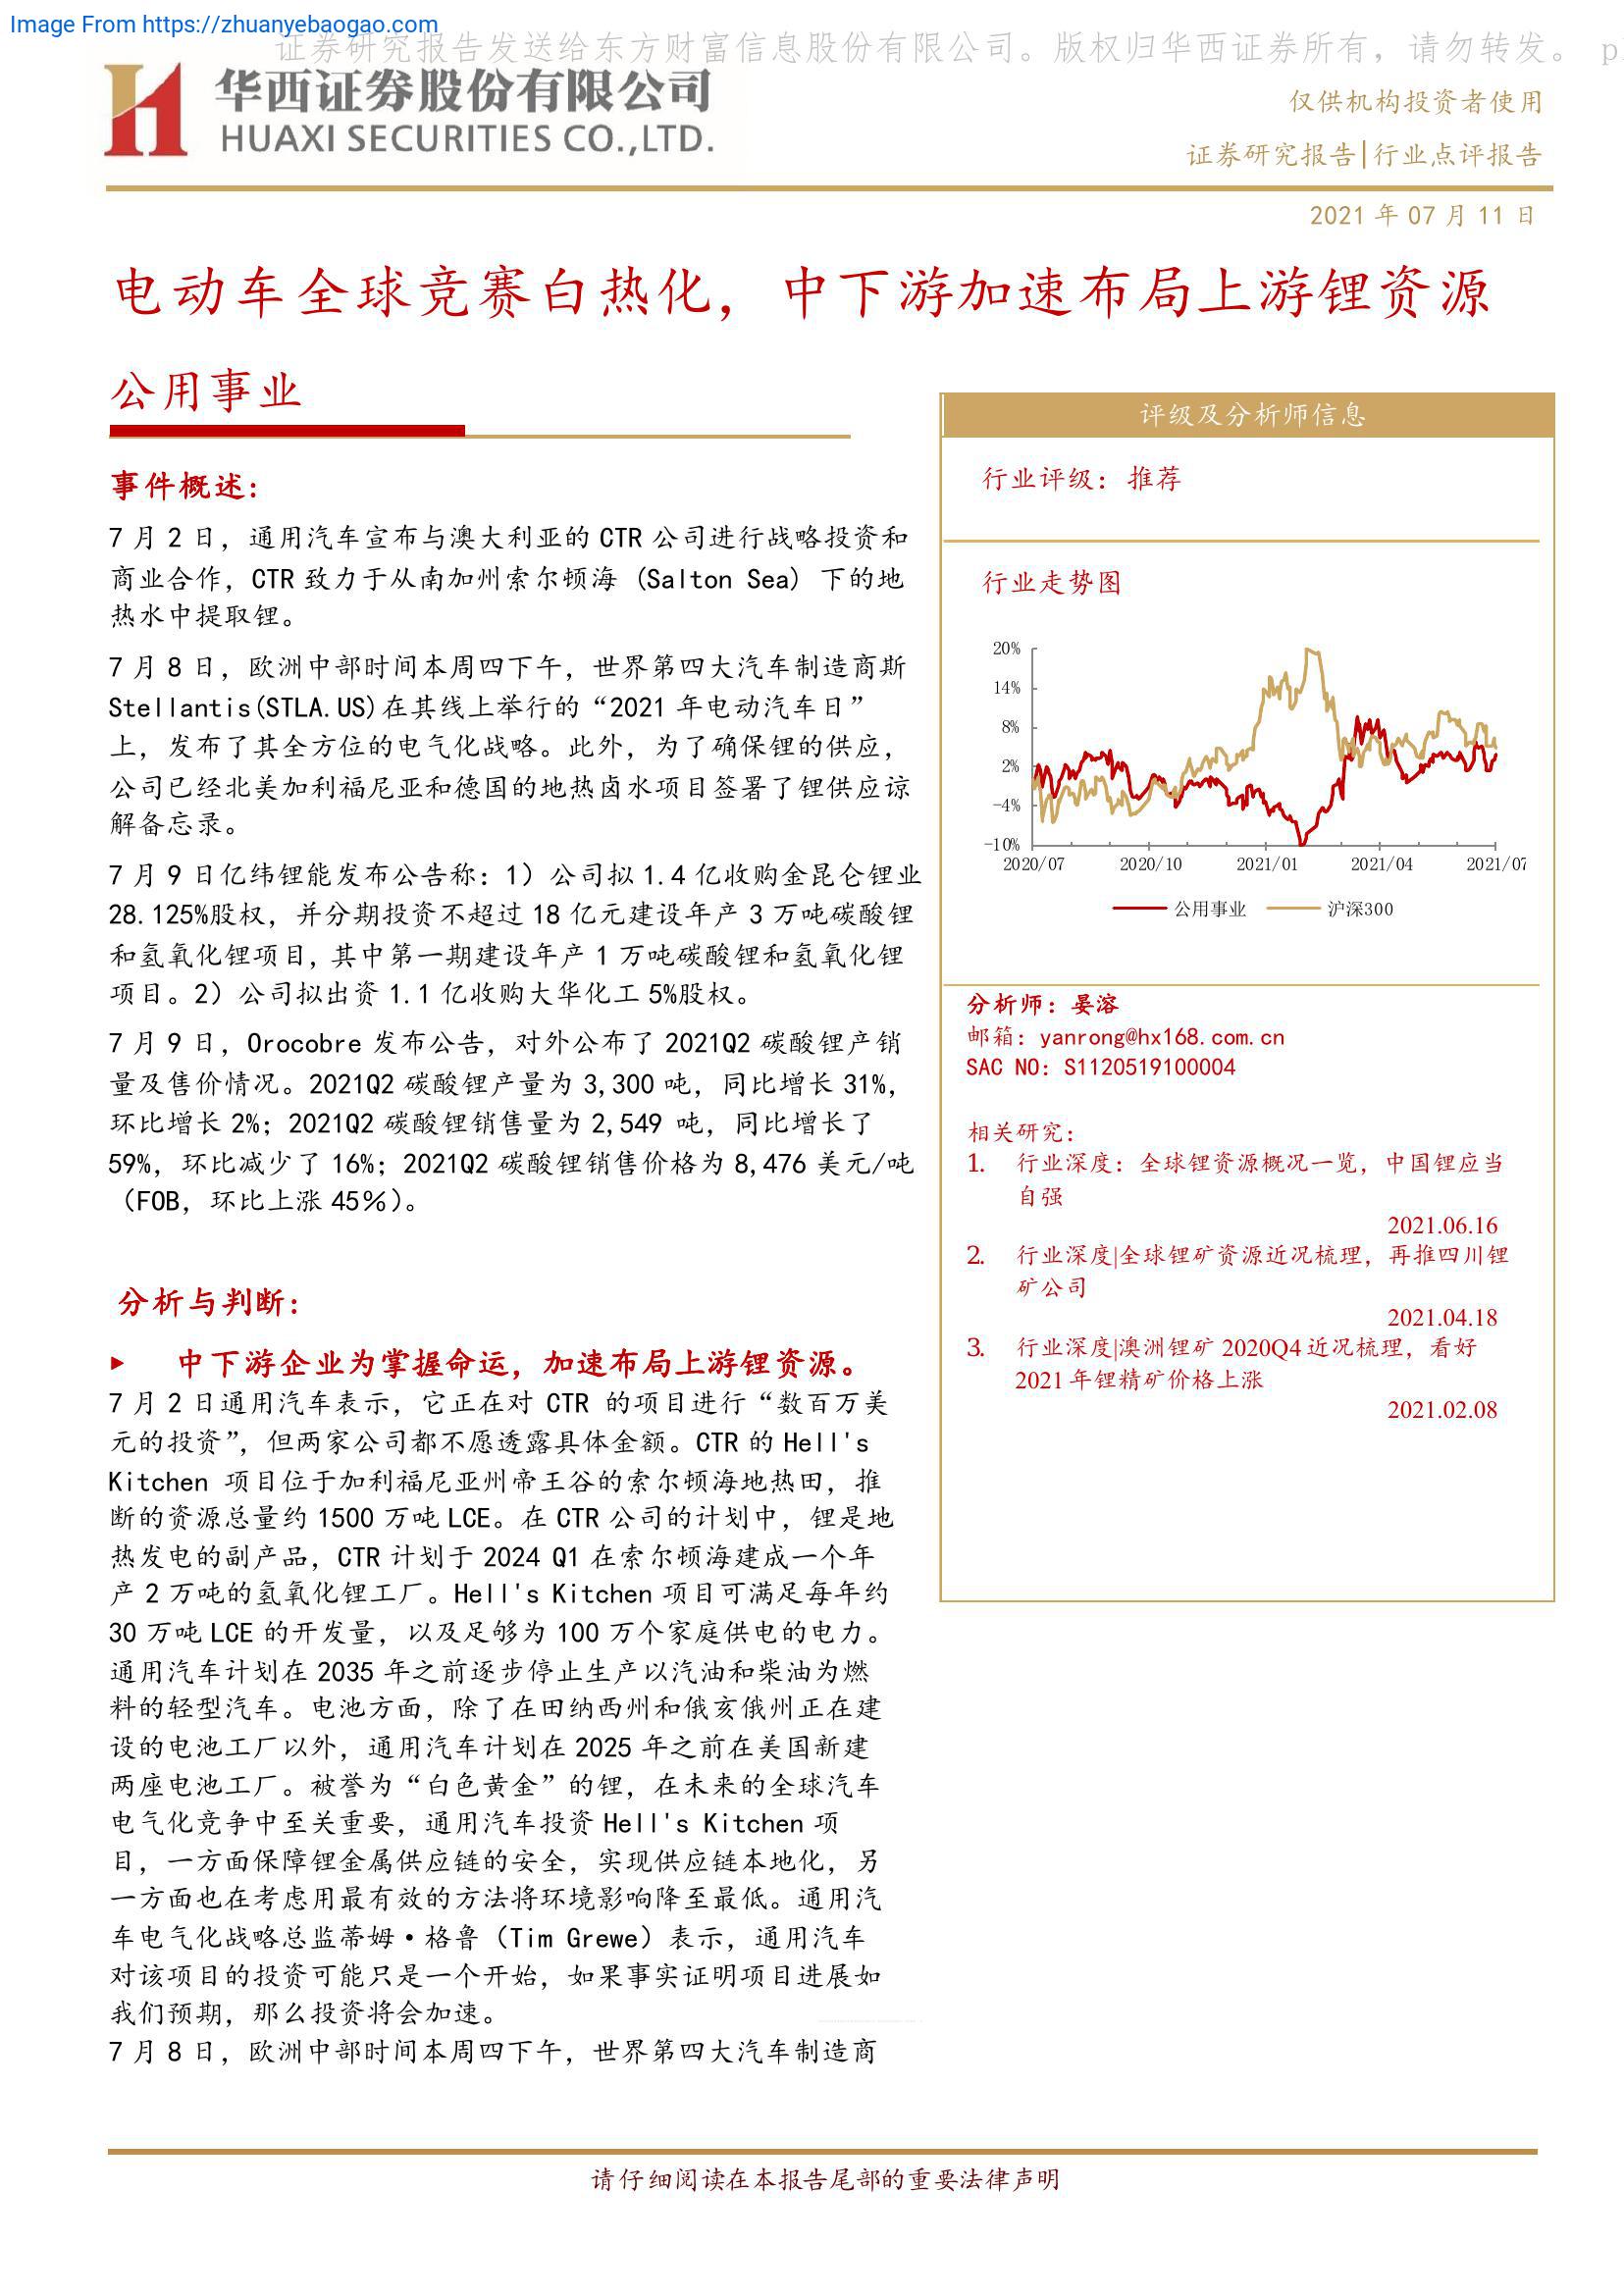 Image From https://zhuanyebaogao.com
证券研究报告发送给东方财富信息股份有限公司。版权归华西证券所有，请勿转发。 p
华西证券股份有限公司
HUAXI SECURITIES CO.,LTD.
仅供机构投资者使用
证券研究报告|行业点评报告
2021 年 07 月 11 日
电动车全球竞赛白热化，中下游加速布局上游锂资源
公用事业
事件概述：
7 月 2 日，通用汽车宣布与澳大利亚的 CTR 公司进行战略投资和
商业合作，CTR 致力于从南加州索尔顿海 (Salton Sea) 下的地
热水中提取锂。
7 月 8 日，欧洲中部时间本周四下午，世界第四大汽车制造商斯
Stellantis(STLA.US)在其线上举行的“2021 年电动汽车日”
上，发布了其全方位的电气化战略。此外，为了确保锂的供应，
公司已经北美加利福尼亚和德国的地热卤水项目签署了锂供应谅
解备忘录。
7 月 9 日亿纬锂能发布公告称：1）公司拟 1.4 亿收购金昆仑锂业
28.125%股权，并分期投资不超过 18 亿元建设年产 3 万吨碳酸锂
和氢氧化锂项目，其中第一期建设年产 1 万吨碳酸锂和氢氧化锂
项目。2）公司拟出资 1.1 亿收购大华化工 5%股权。
7 月 9 日，Orocobre 发布公告，对外公布了 2021Q2 碳酸锂产销
量及售价情况。2021Q2 碳酸锂产量为 3,300 吨，同比增长 31%，
环比增长 2%；2021Q2 碳酸锂销售量为 2,549 吨，同比增长了
59%，环比减少了 16%；2021Q2 碳酸锂销售价格为 8,476 美元/吨
（FOB，环比上涨 45%）。
分析与判断：
▶ 中下游企业为掌握命运，加速布局上游锂资源。
7 月 2 日通用汽车表示，它正在对 CTR 的项目进行“数百万美
元的投资”，但两家公司都不愿透露具体金额。CTR 的 Hell's
Kitchen 项目位于加利福尼亚州帝王谷的索尔顿海地热田，推
断的资源总量约 1500 万吨 LCE。在 CTR 公司的计划中，锂是地
热发电的副产品，CTR 计划于 2024 Q1 在索尔顿海建成一个年
产 2 万吨的氢氧化锂工厂。Hell's Kitchen 项目可满足每年约
30 万吨 LCE 的开发量，以及足够为 100 万个家庭供电的电力。
通用汽车计划在 2035 年之前逐步停止生产以汽油和柴油为燃
料的轻型汽车。电池方面，除了在田纳西州和俄亥俄州正在建
设的电池工厂以外，通用汽车计划在 2025 年之前在美国新建
两座电池工厂。被誉为“白色黄金”的锂，在未来的全球汽车
电气化竞争中至关重要，通用汽车投资 Hell's Kitchen 项
目，一方面保障锂金属供应链的安全，实现供应链本地化，另
一方面也在考虑用最有效的方法将环境影响降至最低。通用汽
车电气化战略总监蒂姆·格鲁（Tim Grewe）表示，通用汽车
对该项目的投资可能只是一个开始，如果事实证明项目进展如
我们预期，那么投资将会加速。
7 月 8 日，欧洲中部时间本周四下午，世界第四大汽车制造商
评级及分析师信息
行业评级：推荐
行业走势图
20%
14%
8%
2%
-4%
-10%
2020/07 2020/10 2021/01 2021/04 2021/07
公用事业 沪深300
分析师：晏溶
邮箱：yanrong@hx168.com.cn
SAC NO：S1120519100004
相关研究：
1. 行业深度：全球锂资源概况一览，中国锂应当
自强
2021.06.16
2. 行业深度|全球锂矿资源近况梳理，再推四川锂
矿公司
2021.04.18
3. 行业深度|澳洲锂矿 2020Q4 近况梳理，看好
2021 年锂精矿价格上涨
2021.02.08
请仔细阅读在本报告尾部的重要法律声明